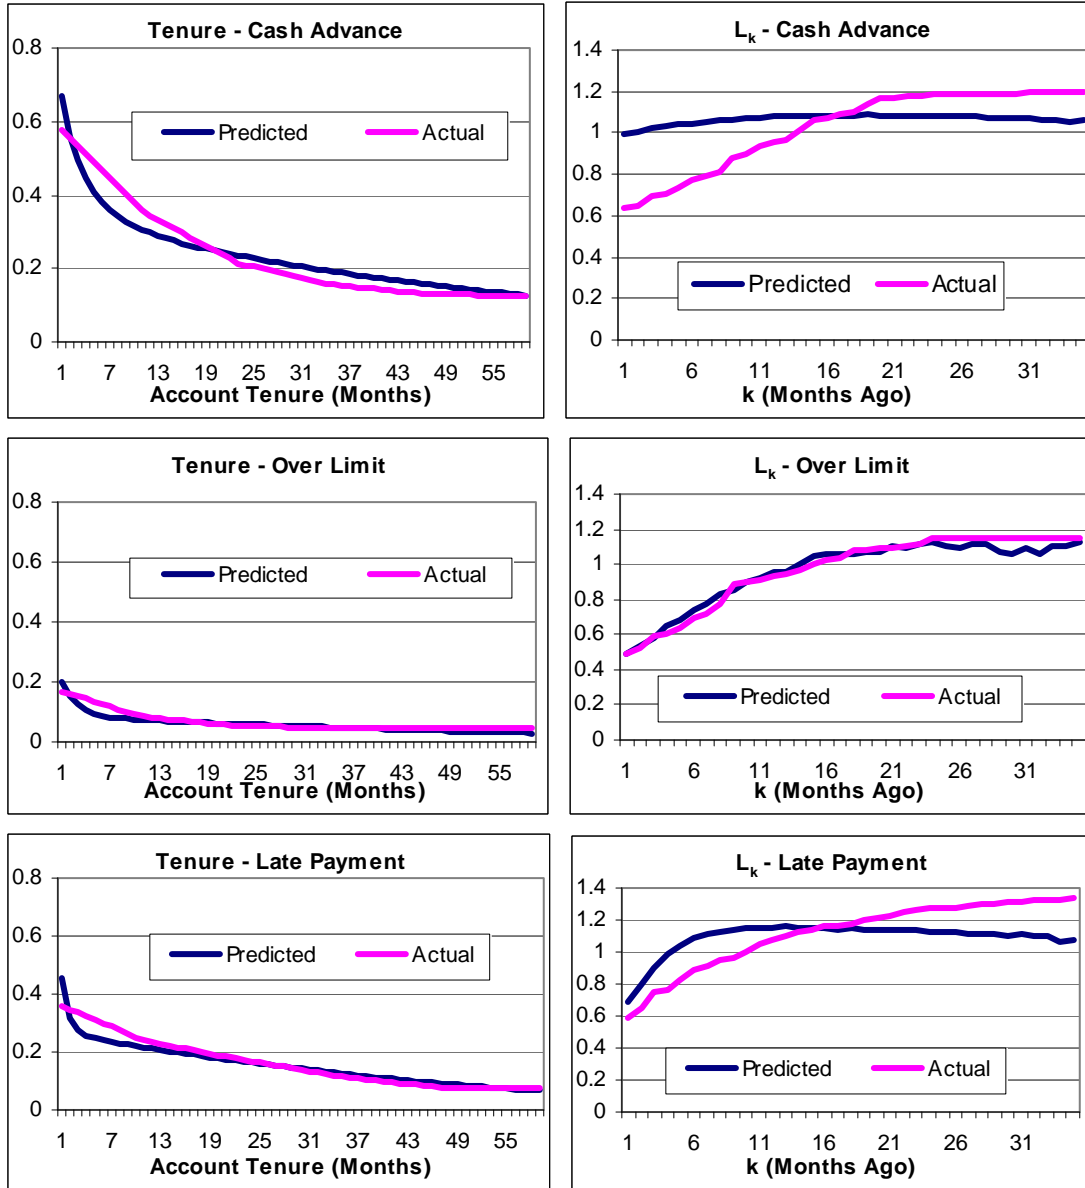 Tenure - Cash Advance
0.8
0.6
0.4
0.2
0
Predicted Actual
1 7 13 19 25 31 37 43 49 55
Account Tenure (Months)
Lk - Cash Advance
1.4
1.2
1
0.8
0.6
0.4
0.2
0
Predicted Actual
1 6 11 16 21 26 31
k (Months Ago)
Tenure - Over Limit
0.8
0.6
0.4
0.2
0
Predicted Actual
1 7 13 19 25 31 37 43 49 55
Account Tenure (Months)
Lk - Over Limit
1.4
1.2
1
0.8
0.6
0.4
0.2
0
Predicted Actual
1 6 11 16 21 26 31
k (Months Ago)
Tenure - Late Payment
0.8
0.6
0.4
0.2
0
Predicted Actual
1 7 13 19 25 31 37 43 49 55
Account Tenure (Months)
Lk - Late Payment
1.4
1.2
1
0.8
0.6
0.4
0.2
0
Predicted Actual
1 6 11 16 21 26 31
k (Months Ago)